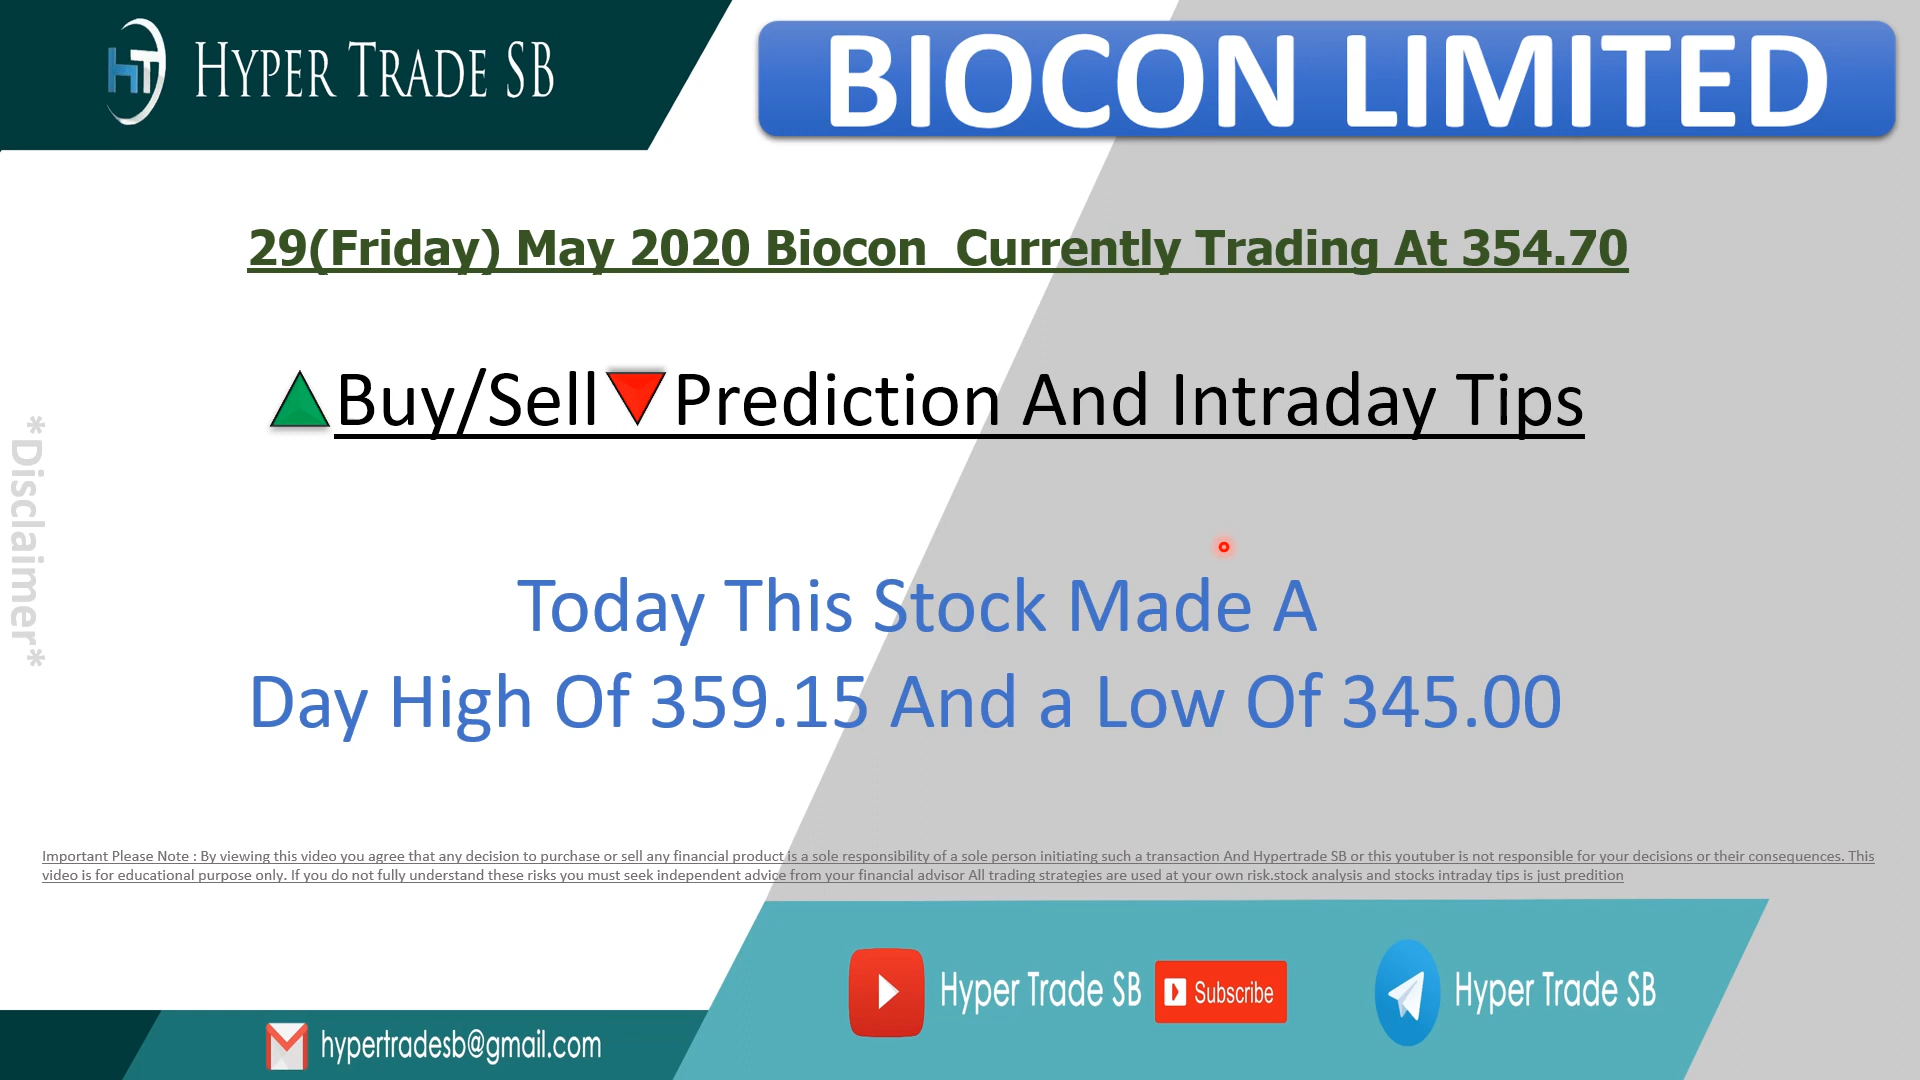 HT HYPER TRADE SB
BIOCON LIMITED
29(Friday) May 2020 Biocon  Currently Trading At 354.70
Buy/Sell Prediction And Intraday Tips
*Disclaimer*
Today This Stock Made A
Day High Of 359.15 And a Low Of 345.00
Important Please Note : By viewing this video you agree that any decision to purchase or sell any financial product is a sole responsibility of a sole person initiating such a transaction And Hypertrade SB or this youtuber is not responsible for your decisions or their consequences. This
video is for educational purpose only. If you do not fully understand these risks you must seek independent advice from your financial advisor All trading strategies are used at your own risk.stock analysis and stocks intraday tips is just predition
Hyper Trade SB Subscribe Hyper Trade SB
hypertradesb@gmail.com